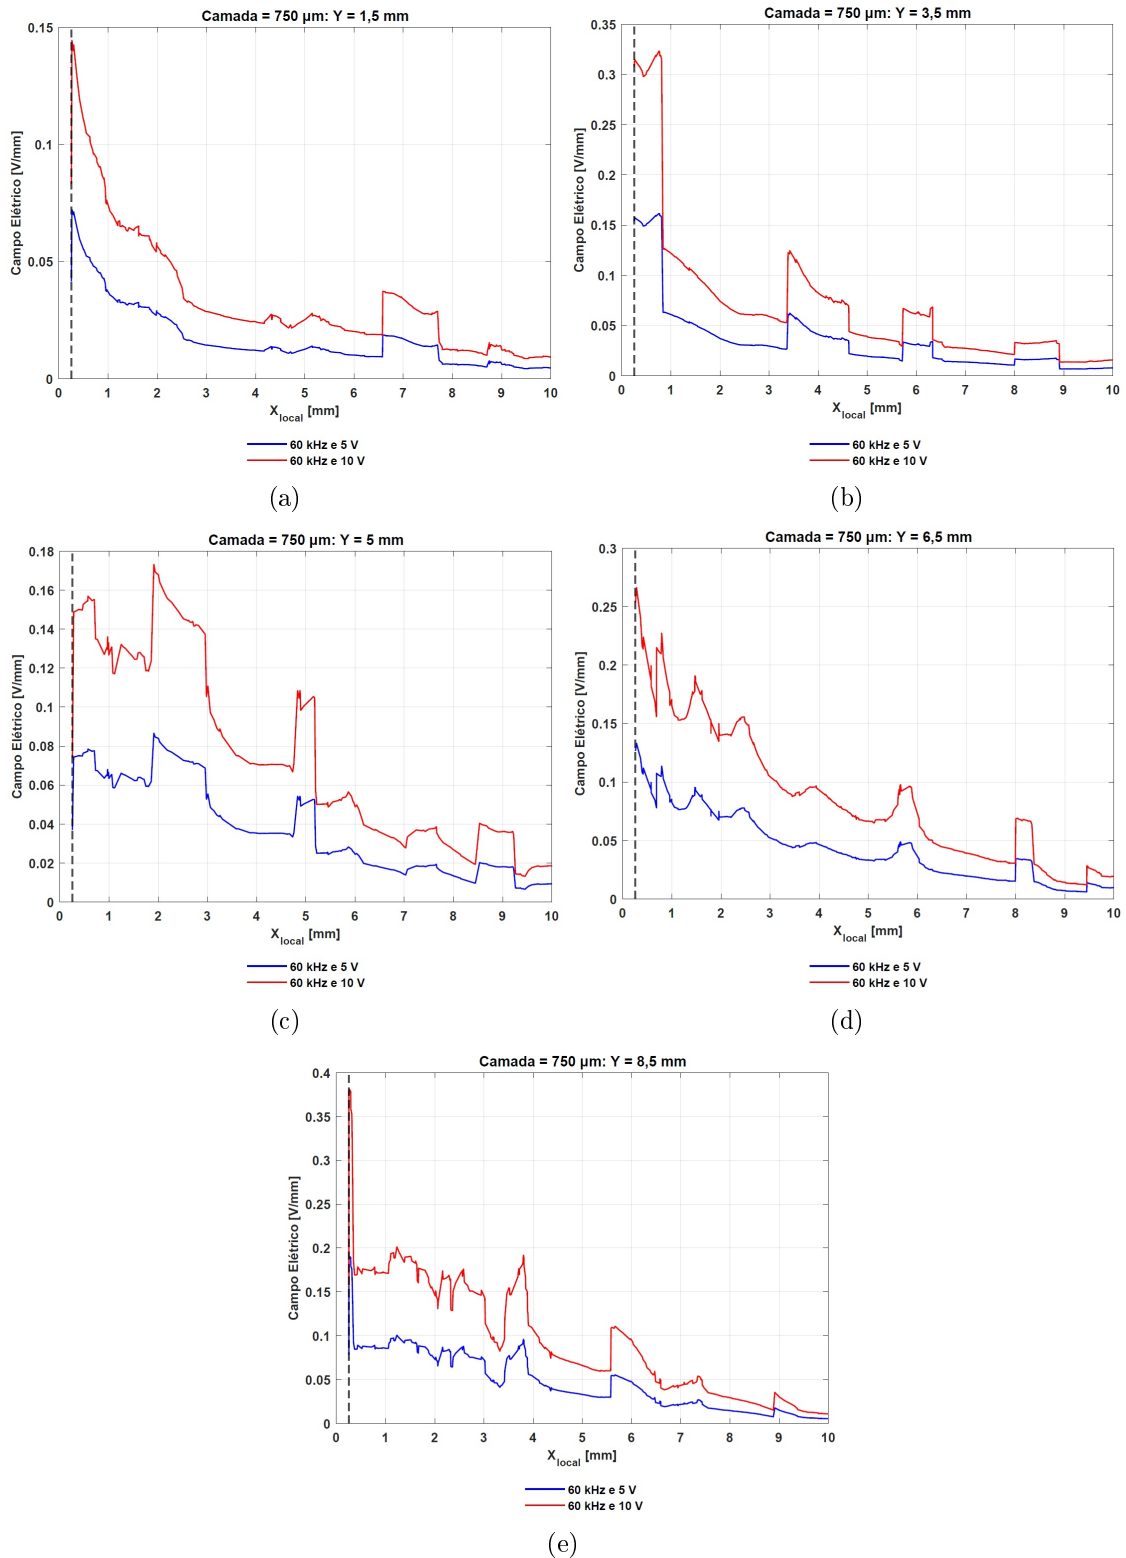 Camada = 750 µm: Y = 1,5 mm
Campo Elétrico [V/mm]
0.15
0.1
0.05
0
0 1 2 3 4 5 6 7 8 9 10
X local [mm]
60 kHz e 5 V
60 kHz e 10 V
(a)
Camada = 750 µm: Y = 3,5 mm
Campo Elétrico [V/mm]
0.35
0.3
0.25
0.2
0.15
0.1
0.05
0
0 1 2 3 4 5 6 7 8 9 10
X local [mm]
60 kHz e 5 V
60 kHz e 10 V
(b)
Camada = 750 µm: Y = 5 mm
Campo Elétrico [V/mm]
0.18
0.16
0.14
0.12
0.1
0.08
0.06
0.04
0.02
0
0 1 2 3 4 5 6 7 8 9 10
X local [mm]
60 kHz e 5 V
60 kHz e 10 V
(c)
Camada = 750 µm: Y = 6,5 mm
Campo Elétrico [V/mm]
0.3
0.25
0.2
0.15
0.1
0.05
0
0 1 2 3 4 5 6 7 8 9 10
X local [mm]
60 kHz e 5 V
60 kHz e 10 V
(d)
Camada = 750 µm: Y = 8,5 mm
Campo Elétrico [V/mm]
0.4
0.35
0.3
0.25
0.2
0.15
0.1
0.05
0
0 1 2 3 4 5 6 7 8 9 10
X local [mm]
60 kHz e 5 V
60 kHz e 10 V
(e)